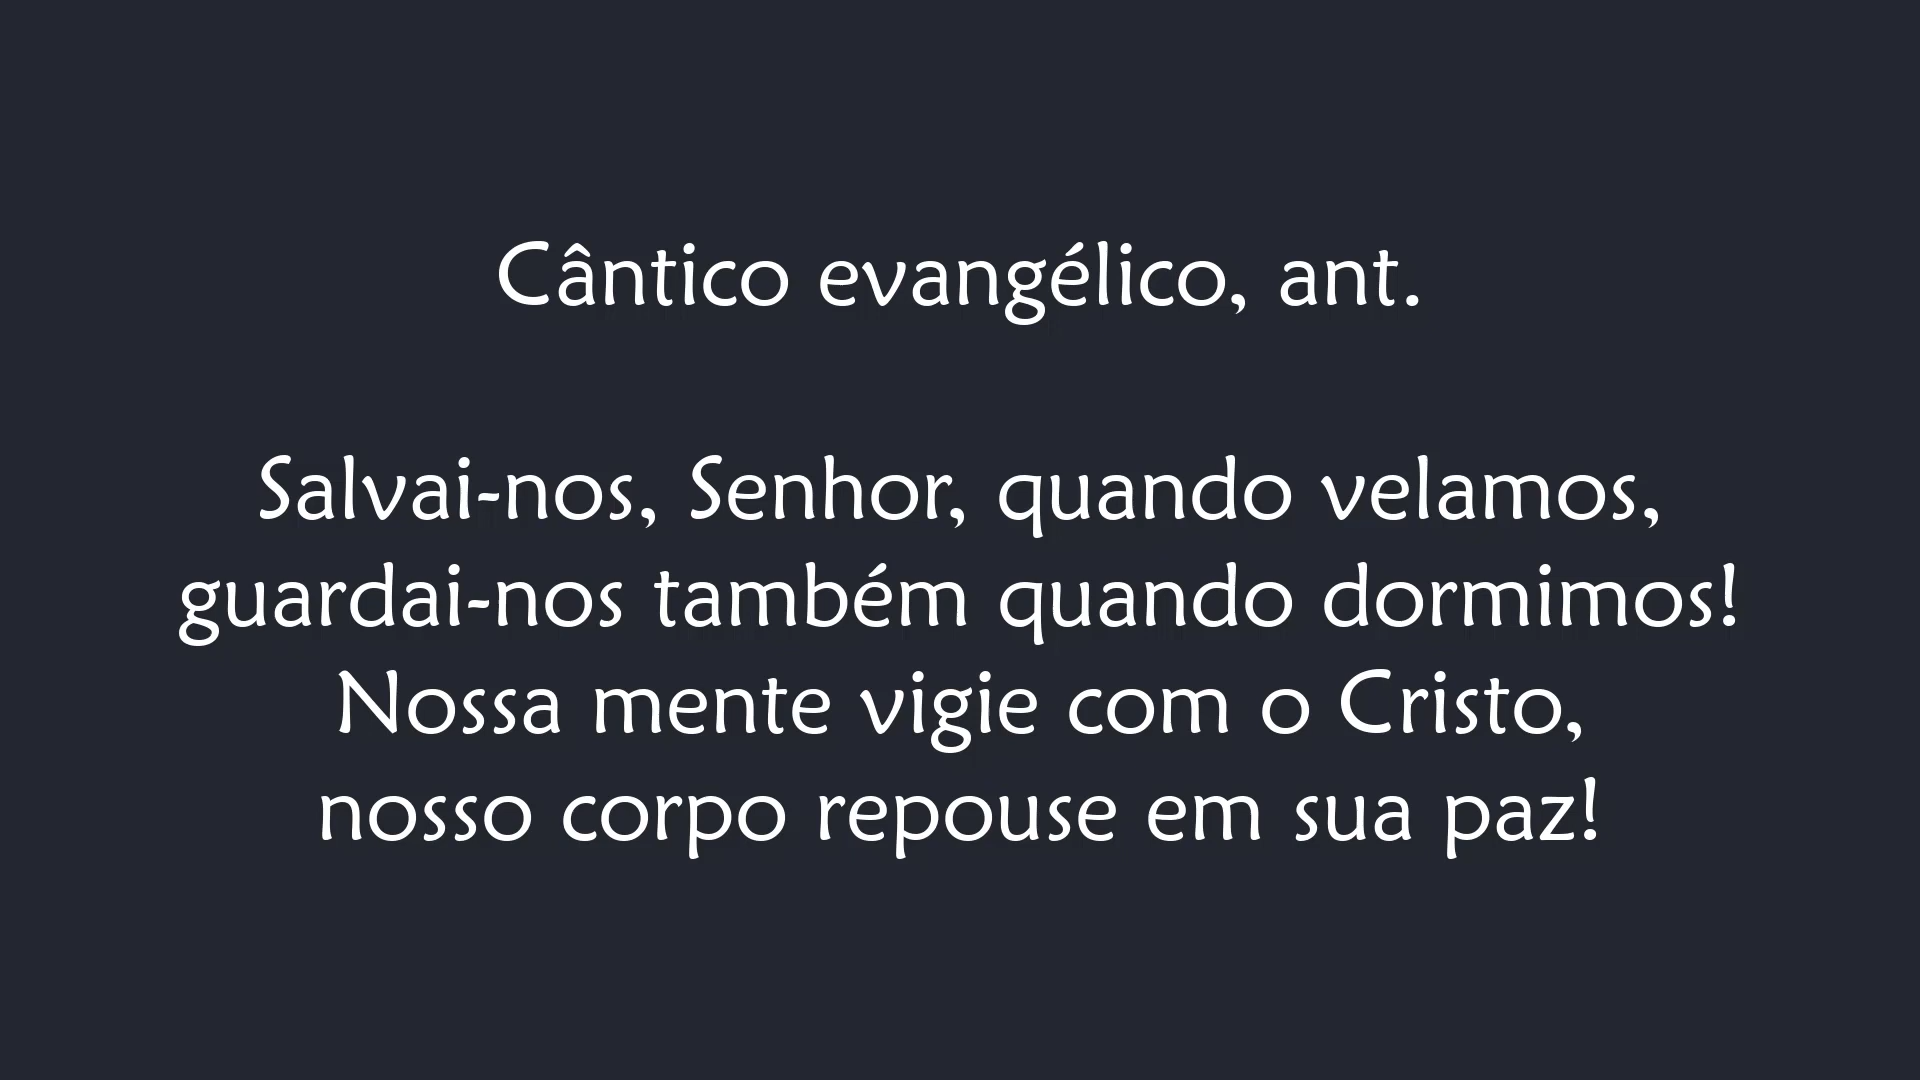 Cântico evangélico, ant.
Salvai-nos, Senhor, quando velamos,
guardai-nos também quando dormimos!
Nossa mente vigie com o Cristo,
nosso corpo repouse em sua paz!